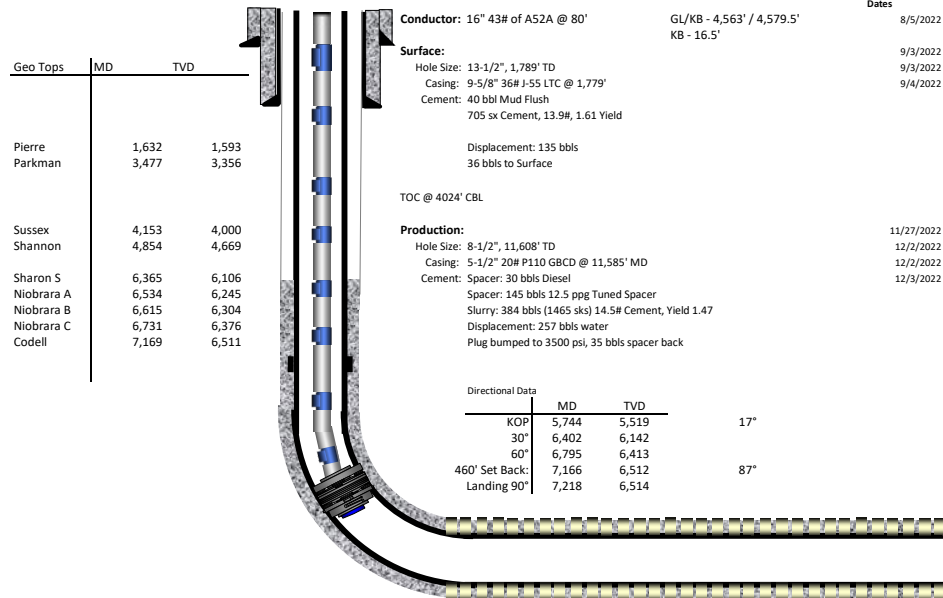 Dates
Conductor: 16" 43# of A52A @ 80' GL/KB - 4,563' / 4,579.5' 8/5/2022
KB - 16.5'
Surface: 9/3/2022
Hole Size: 13-1/2", 1,789' TD 9/3/2022
Casing: 9-5/8" 36# J-55 LTC @ 1,779' 9/4/2022
Cement: 40 bbl Mud Flush
705 sx Cement, 13.9#, 1.61 Yield
Displacement: 135 bbls
36 bbls to Surface
TOC @ 4024' CBL
Production: 11/27/2022
Hole Size: 8-1/2", 11,608' TD 12/2/2022
Casing: 5-1/2" 20# P110 GBCD @ 11,585' MD 12/2/2022
Cement: Spacer: 30 bbls Diesel 12/3/2022
Spacer: 145 bbls 12.5 ppg Tuned Spacer
Slurry: 384 bbls (1465 sks) 14.5# Cement, Yield 1.47
Displacement: 257 bbls water
Plug bumped to 3500 psi, 35 bbls spacer back
Geo Tops MD TVD
Pierre 1,632 1,593
Parkman 3,477 3,356
Sussex 4,153 4,000
Shannon 4,854 4,669
Sharon S 6,365 6,106
Niobrara A 6,534 6,245
Niobrara B 6,615 6,304
Niobrara C 6,731 6,376
Codell 7,169 6,511
Directional Data
MD TVD
KOP 5,744 5,519 17°
30° 6,402 6,142
60° 6,795 6,413
460' Set Back: 7,166 6,512 87°
Landing 90° 7,218 6,514